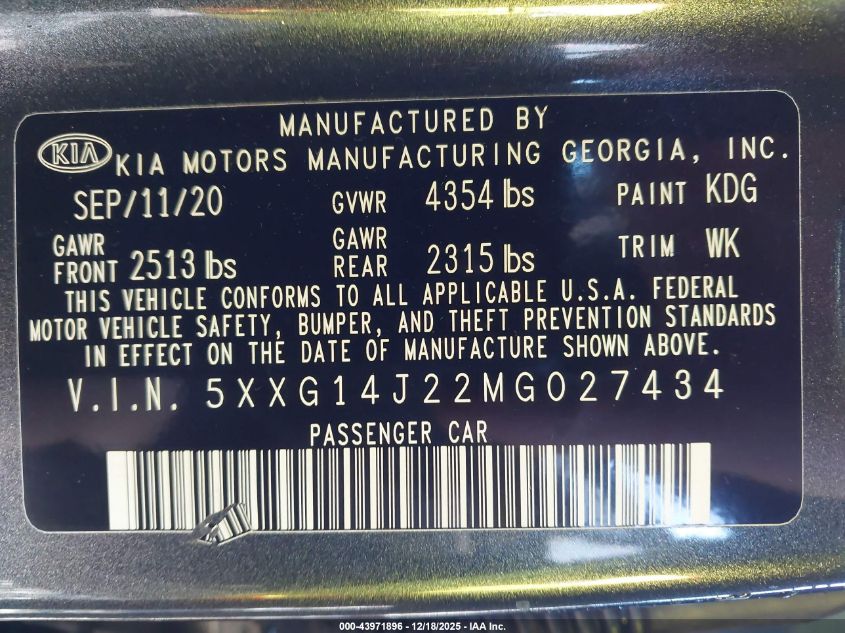 MANUFACTURED BY
KIA KIA MOTORS MANUFACTURING GEORGIA, INC.
SEP/11/20 GVWR 4354 lbs PAINT KDG
GAWR FRONT 2513 lbs GAWR REAR 2315 lbs TRIM WK
THIS VEHICLE CONFORMS TO ALL APPLICABLE U.S.A. FEDERAL
MOTOR VEHICLE SAFETY, BUMPER, AND THEFT PREVENTION STANDARDS
IN EFFECT ON THE DATE OF MANUFACTURE SHOWN ABOVE.
V.I.N. 5XXG14J22MG027434
PASSENGER CAR
000-43971896 - 12/18/2025 - IAA Inc.